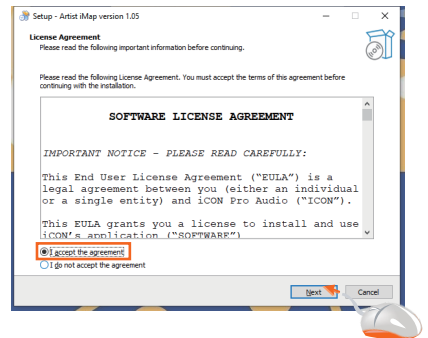 Setup - Artist iMap version 1.05
License Agreement
Please read the following important information before continuing.
Please read the following License Agreement. You must accept the terms of this agreement before
continuing with the installation.
SOFTWARE LICENSE AGREEMENT
IMPORTANT NOTICE – PLEASE READ CAREFULLY:
This End User License Agreement ("EULA") is a
legal agreement between you (either an individual
or a single entity) and iCON Pro Audio ("ICON").
This EULA grants you a license to install and use
iCON's application ("SOFTWARE")
I accept the agreement
I do not accept the agreement
Next
Cancel